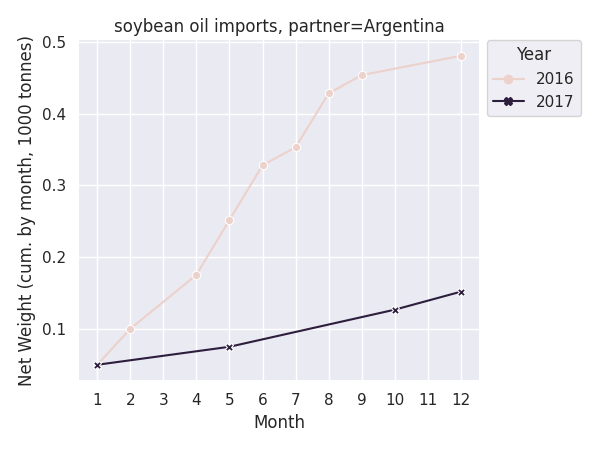 soybean oil imports, partner=Argentina
Net Weight (cum. by month, 1000 tonnes)
0.5
0.4
0.3
0.2
0.1
1 2 3 4 5 6 7 8 9 10 11 12
Month
Year
2016
2017